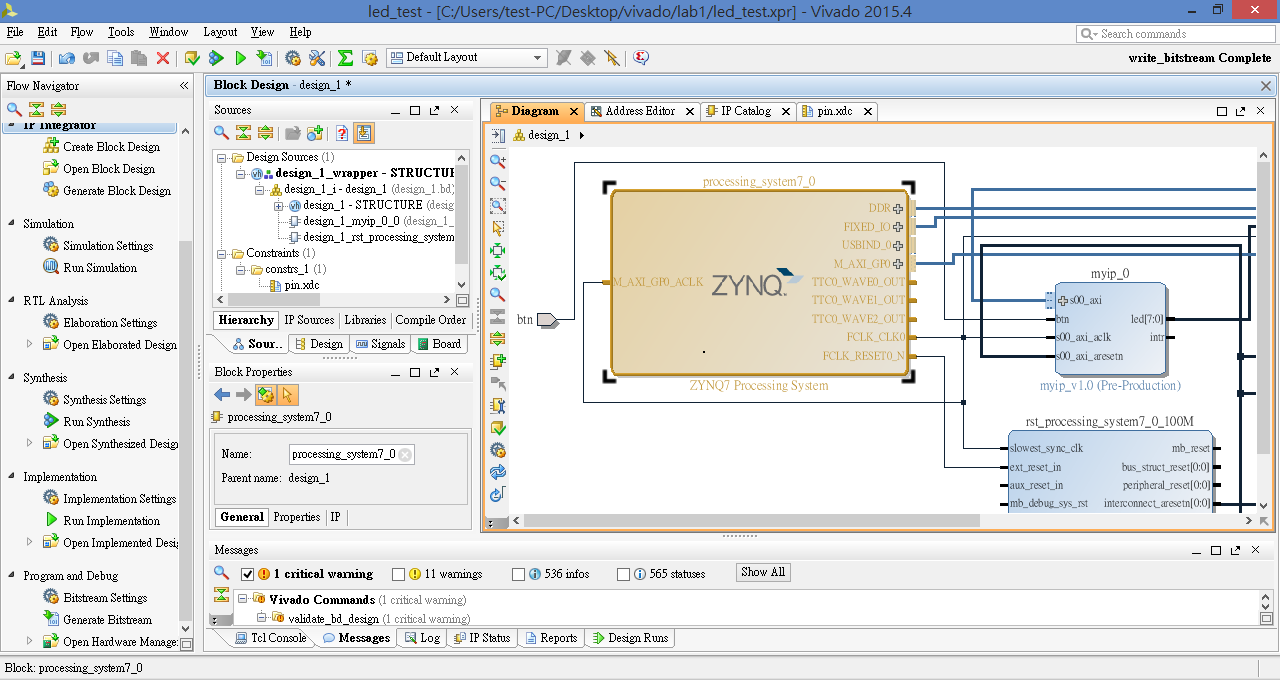 led_test - [C:/Users/test-PC/Desktop/vivado/lab1/led_test.xpr] - Vivado 2015.4
File Edit Flow Tools Window Layout View Help
Search commands
Default Layout
write_bitstream Complete
Flow Navigator
IP Integrator
Create Block Design
Open Block Design
Generate Block Design
Simulation
Simulation Settings
Run Simulation
RTL Analysis
Elaboration Settings
Open Elaborated Design
Synthesis
Synthesis Settings
Run Synthesis
Open Synthesized Design
Implementation
Implementation Settings
Run Implementation
Open Implemented Desi
Program and Debug
Bitstream Settings
Generate Bitstream
Open Hardware Manage
Block Design - design_1 *
Sources
Design Sources (1)
design_1_wrapper - STRUCTUR
design_1_i - design_1 (design_1.bd)
design_1 - STRUCTURE (desig
design_1_myip_0_0 (design_1_
design_1_rst_processing_system
Constraints (1)
constrs_1 (1)
pin.xdc
Hierarchy IP Sources Libraries Compile Order
Sour... Design Signals Board
Block Properties
processing_system7_0
Name: processing_system7_0
Parent name: design_1
General Properties IP
Diagram Address Editor IP Catalog pin.xdc
design_1
processing_system7_0
DDR
FIXED_IO
USBIND_0
M_AXI_GP0
M_AXI_GP0_ACLK
ZYNQ
TTC0_WAVE0_OUT
TTC0_WAVE1_OUT
TTC0_WAVE2_OUT
FCLK_CLK0
FCLK_RESET0_N
ZYNQ7 Processing System
btn
myip_0
s00_axi
btn led[7:0]
s00_axi_aclk intr
s00_axi_aresetn
myip_v1.0 (Pre-Production)
rst_processing_system7_0_100M
slowest_sync_clk mb_reset
ext_reset_in bus_struct_reset[0:0]
aux_reset_in peripheral_reset[0:0]
mb_debug_sys_rst interconnect_aresetn[0:0]
Messages
1 critical warning 11 warnings 536 infos 565 statuses Show All
Vivado Commands (1 critical warning)
validate_bd_design (1 critical warning)
Tcl Console Messages Log IP Status Reports Design Runs
Block: processing_system7_0